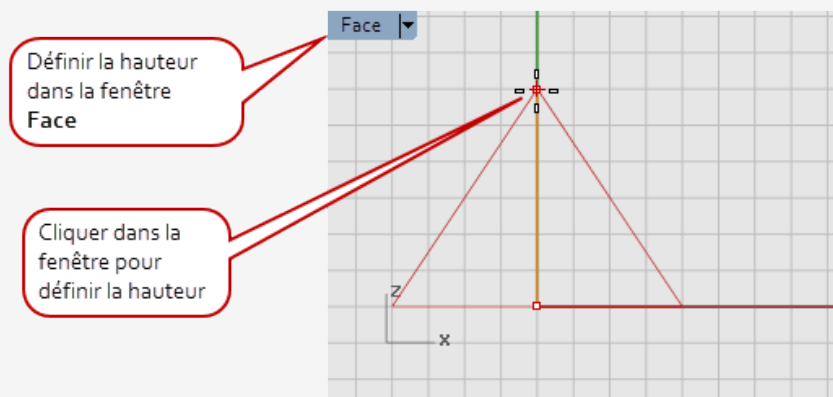 Face
Définir la hauteur
dans la fenêtre
Face
Cliquer dans la
fenêtre pour
définir la hauteur
z
x